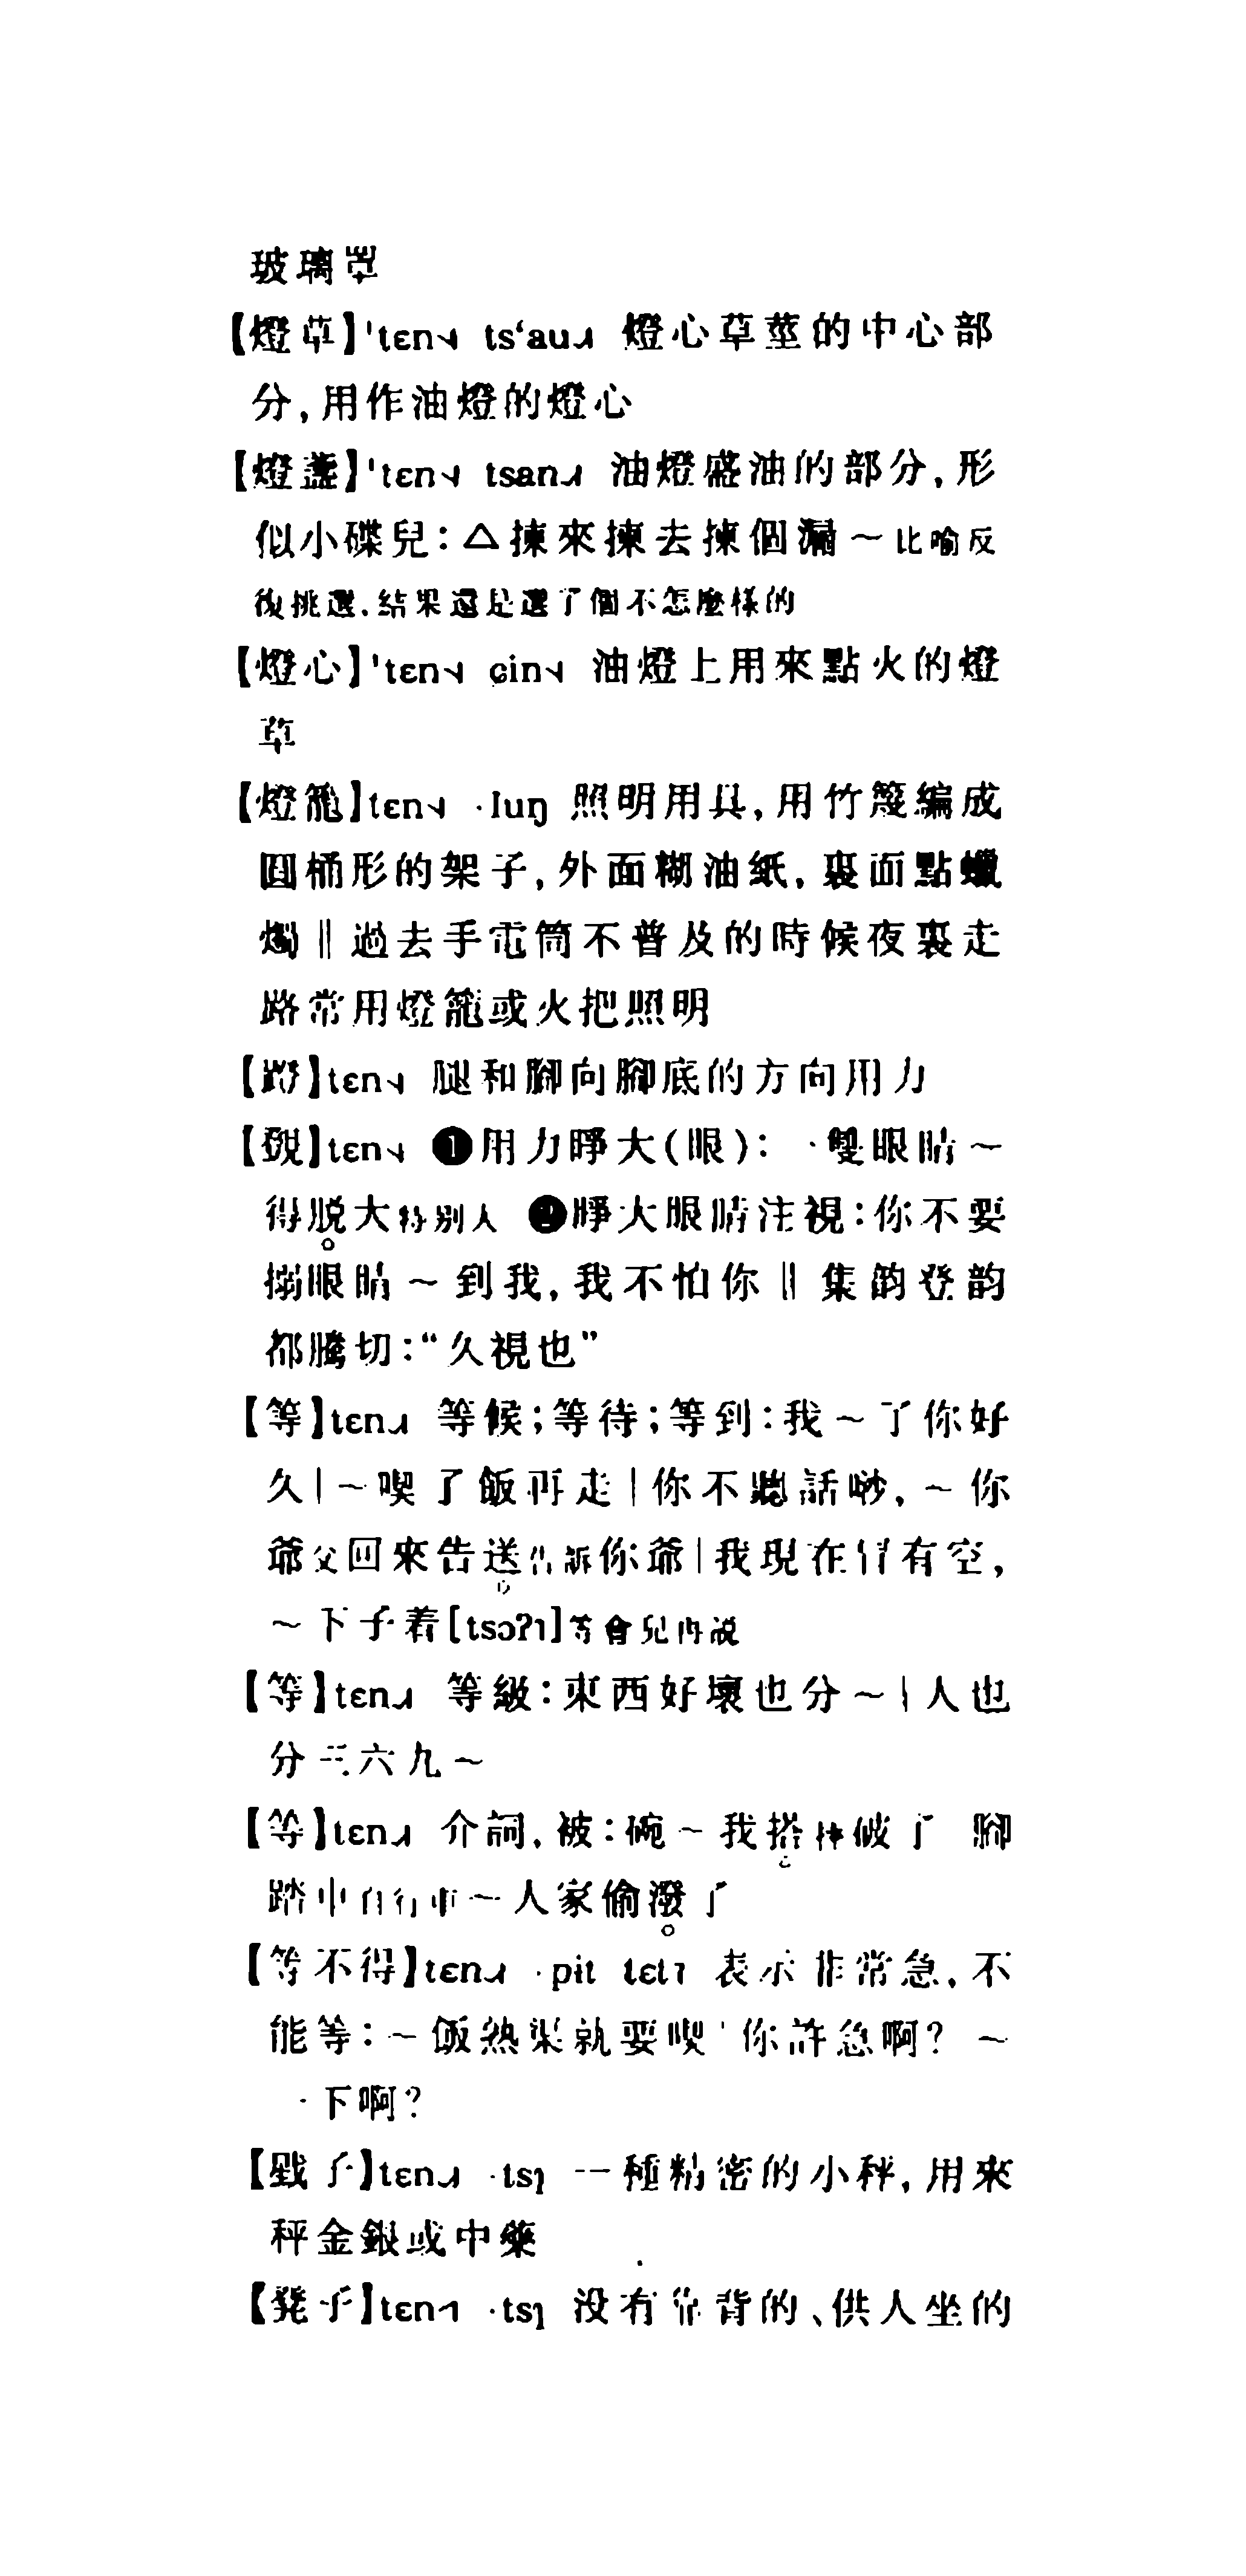 玻璃罩
【燈草】'tɛn˧ ts‘au˩ 燈心草莖的中心部
分，用作油燈的燈心
【燈盞】'tɛn˧ tsan˩ 油燈盛油的部分，形
似小碟兒：△揀來揀去揀個漏～比喻反
復挑選，结果還是選了個不怎麽樣的
【燈心】'tɛn˧ ɕin˧ 油燈上用來點火的燈
草
【燈籠】tɛn˧ ·luŋ 照明用具，用竹篾編成
圓桶形的架子，外面糊油紙，裏面點蠟
燭‖過去手電筒不普及的時候夜裏走
路常用燈籠或火把照明
【蹬】tɛn˧ 腿和腳向腳底的方向用力
【覴】tɛn˧ ❶用力睜大(眼)：一雙眼睛～
得脱大特别人 ❷睜大眼睛注視：你不要
搦眼睛～到我，我不怕你‖集韵登韵
都騰切：“久視也”
【等】tɛn˩ 等候；等待；等到：我～了你好
久|～喫了飯再走|你不聽話唦，～你
爺父回來告送告訴你爺|我現在冇有空，
～下子着[tsɔʔ˥]等會兒再説
【等】tɛn˩ 等級：東西好壞也分～|人也
分三六九～
【等】tɛn˩ 介詞，被：碗～我搭摔破了 腳
踏車自行車～人家偷潑了
【等不得】tɛn˩ ·pit tɛt˥ 表示非常急，不
能等：～飯熟渠就要喫|你許急啊？～
一下啊？
【戥子】tɛn˩ ·tsɿ 一種精密的小秤，用來
秤金銀或中藥
【凳子】tɛn˥ ·tsɿ 没有靠背的、供人坐的